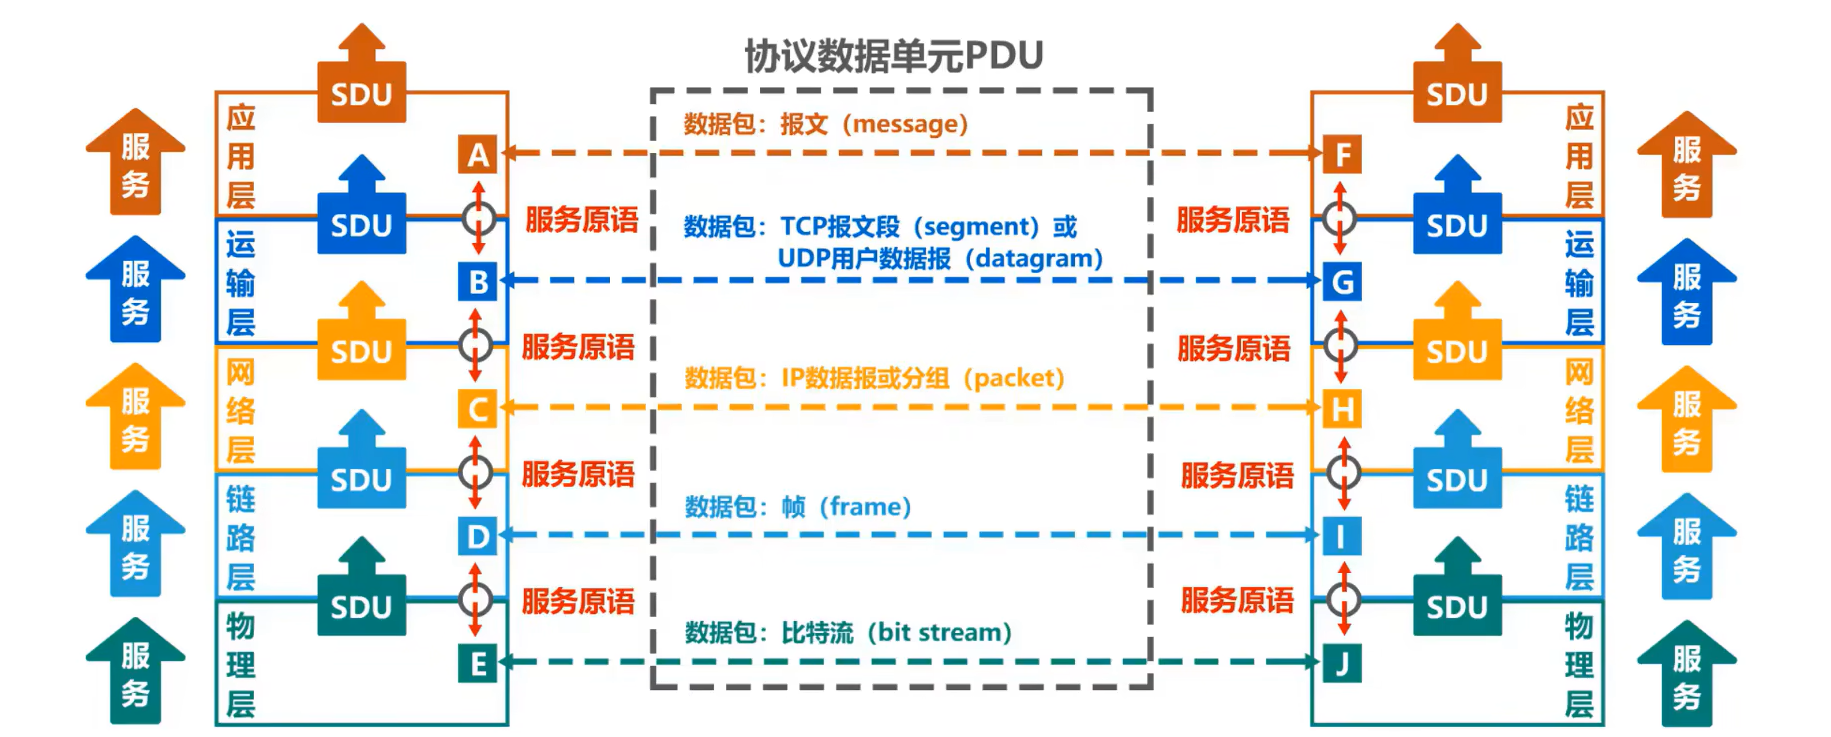 协议数据单元PDU
SDU
SDU
应用层
数据包：报文（message）
应用层
服务
A
F
服务
SDU
服务原语
服务原语
SDU
运输层
数据包：TCP报文段（segment）或
UDP用户数据报（datagram）
运输层
服务
B
G
服务
SDU
服务原语
服务原语
SDU
网络层
数据包：IP数据报或分组（packet）
网络层
服务
C
H
服务
SDU
服务原语
服务原语
SDU
链路层
数据包：帧（frame）
链路层
服务
D
I
服务
SDU
服务原语
服务原语
SDU
物理层
数据包：比特流（bit stream）
物理层
服务
E
J
服务